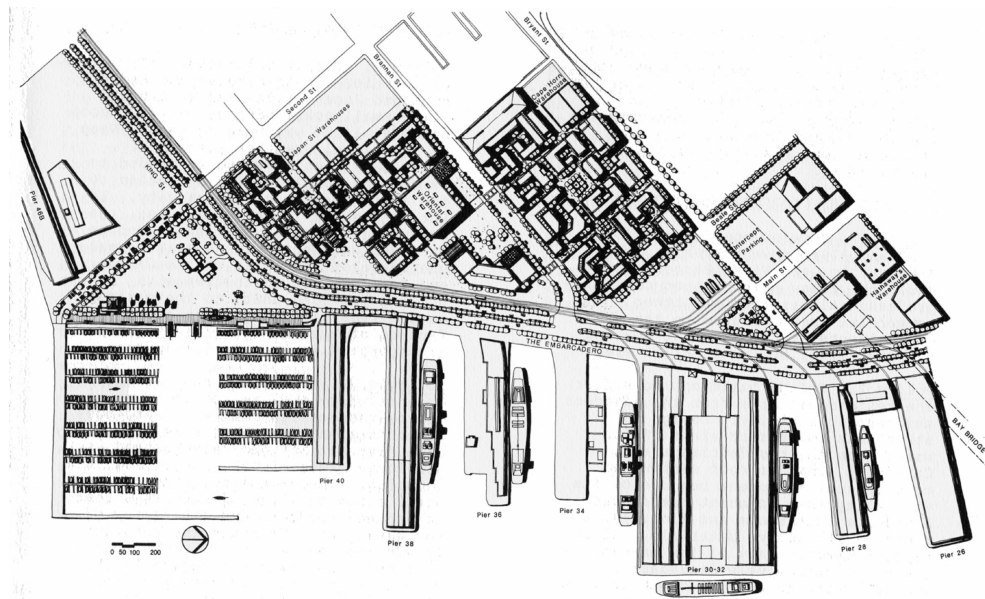 Bryant St
Brannan St
Second St
Japan St Warehouses
Cape Horn
Warehouse
KING ST
Pier 46B
Oriental
Warehouse
Beale St
Intercept
Parking
Main St
Hathaway's
Warehouse
THE EMBARCADERO
BAY BRIDGE
Pier 40
Pier 38
Pier 36
Pier 34
Pier 30-32
Pier 28
Pier 26
0 50 100 200